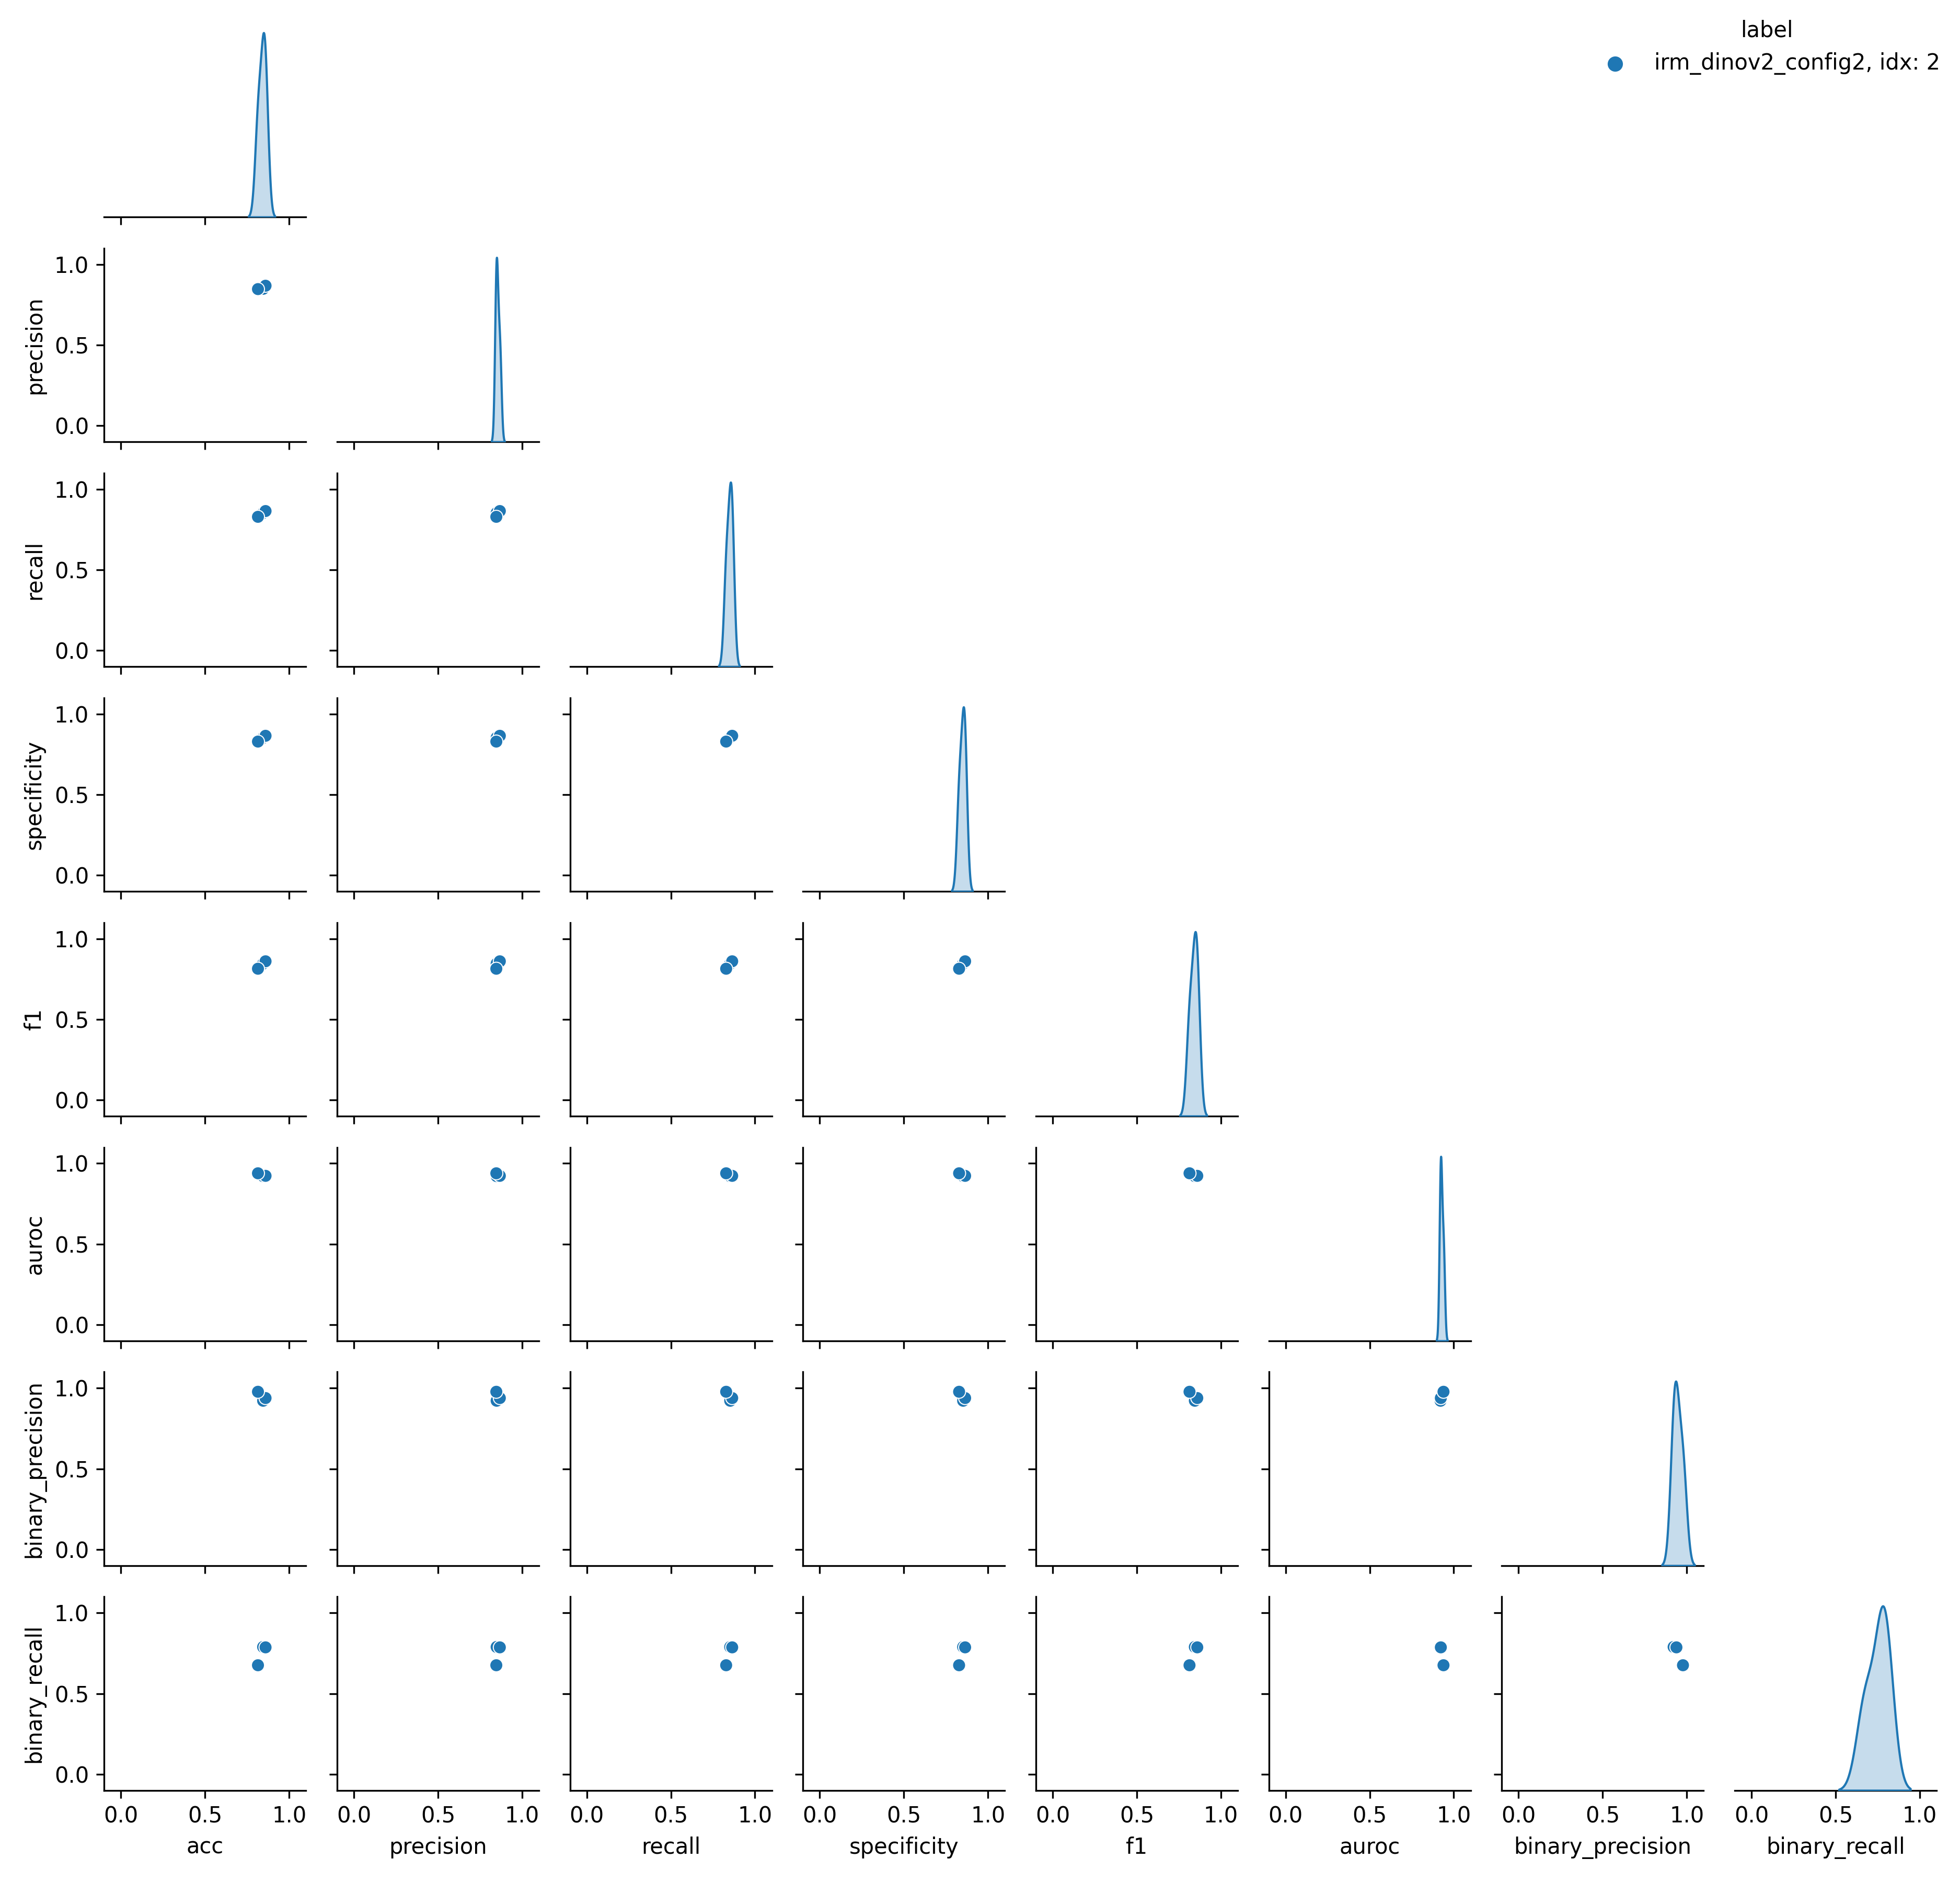 label
irm_dinov2_config2, idx: 2
1.0
precision
0.5
0.0
1.0
recall
0.5
0.0
1.0
specificity
0.5
0.0
1.0
f1
0.5
0.0
1.0
auroc
0.5
0.0
1.0
binary_precision
0.5
0.0
1.0
binary_recall
0.5
0.0
0.0 0.5 1.0 0.0 0.5 1.0 0.0 0.5 1.0 0.0 0.5 1.0 0.0 0.5 1.0 0.0 0.5 1.0 0.0 0.5 1.0 0.0 0.5 1.0
acc precision recall specificity f1 auroc binary_precision binary_recall